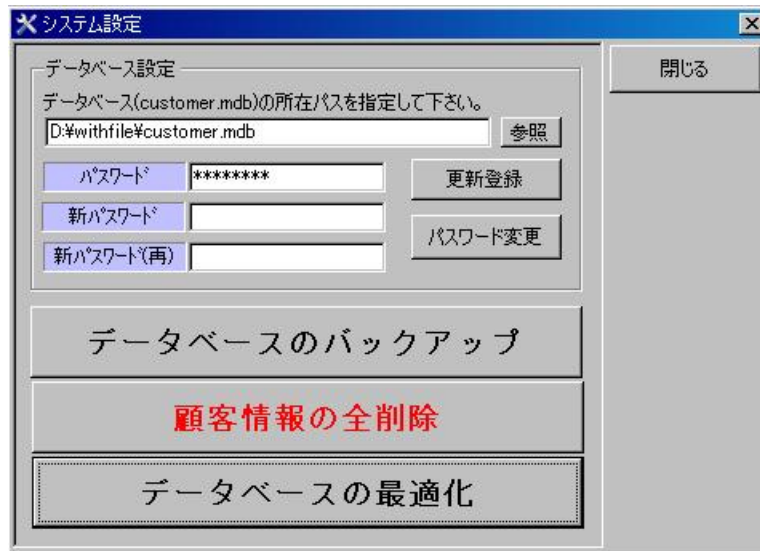 システム設定
閉じる
データベース設定
データベース(customer.mdb)の所在パスを指定して下さい。
D:¥withfile¥customer.mdb
参照
ﾊﾟｽﾜｰﾄﾞ
********
更新登録
新ﾊﾟｽﾜｰﾄﾞ
パスワード変更
新ﾊﾟｽﾜｰﾄﾞ(再)
データベースのバックアップ
顧客情報の全削除
データベースの最適化